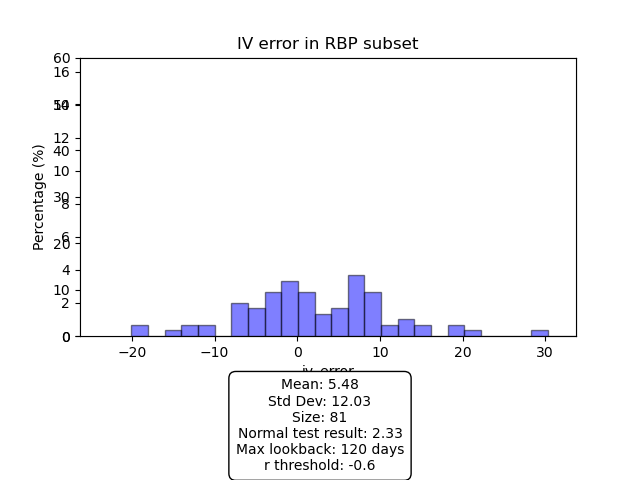 IV error in RBP subset
Percentage (%)
60
50
40
30
20
10
0
16
14
12
10
8
6
4
2
0
−20
−10
0
10
20
30
iv_error
Mean: 5.48
Std Dev: 12.03
Size: 81
Normal test result: 2.33
Max lookback: 120 days
r threshold: -0.6